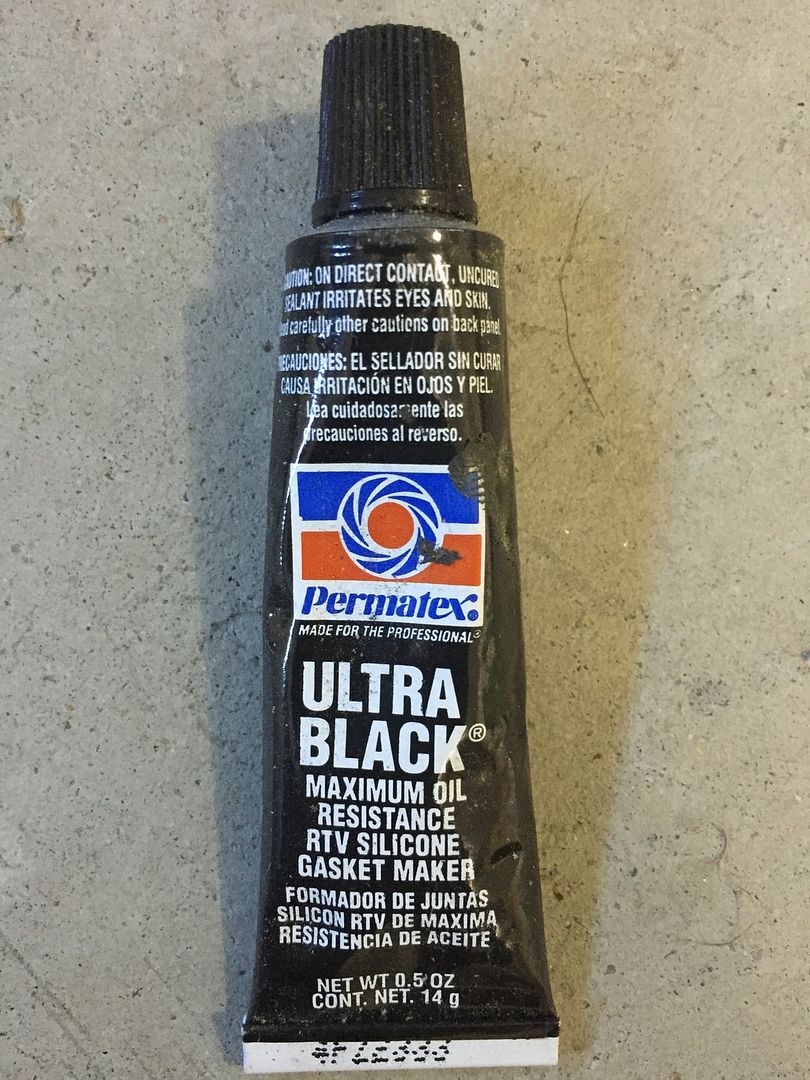 CAUTION: ON DIRECT CONTACT, UNCURED
SEALANT IRRITATES EYES AND SKIN.
Read carefully other cautions on back panel.
PRECAUCIONES: EL SELLADOR SIN CURAR
CAUSA IRRITACIÓN EN OJOS Y PIEL.
Lea cuidadosamente las
precauciones al reverso.
Permatex®
MADE FOR THE PROFESSIONAL®
ULTRA
BLACK®
MAXIMUM OIL
RESISTANCE
RTV SILICONE
GASKET MAKER
FORMADOR DE JUNTAS
SILICON RTV DE MAXIMA
RESISTENCIA DE ACEITE
NET WT 0.5 OZ
CONT. NET. 14 g